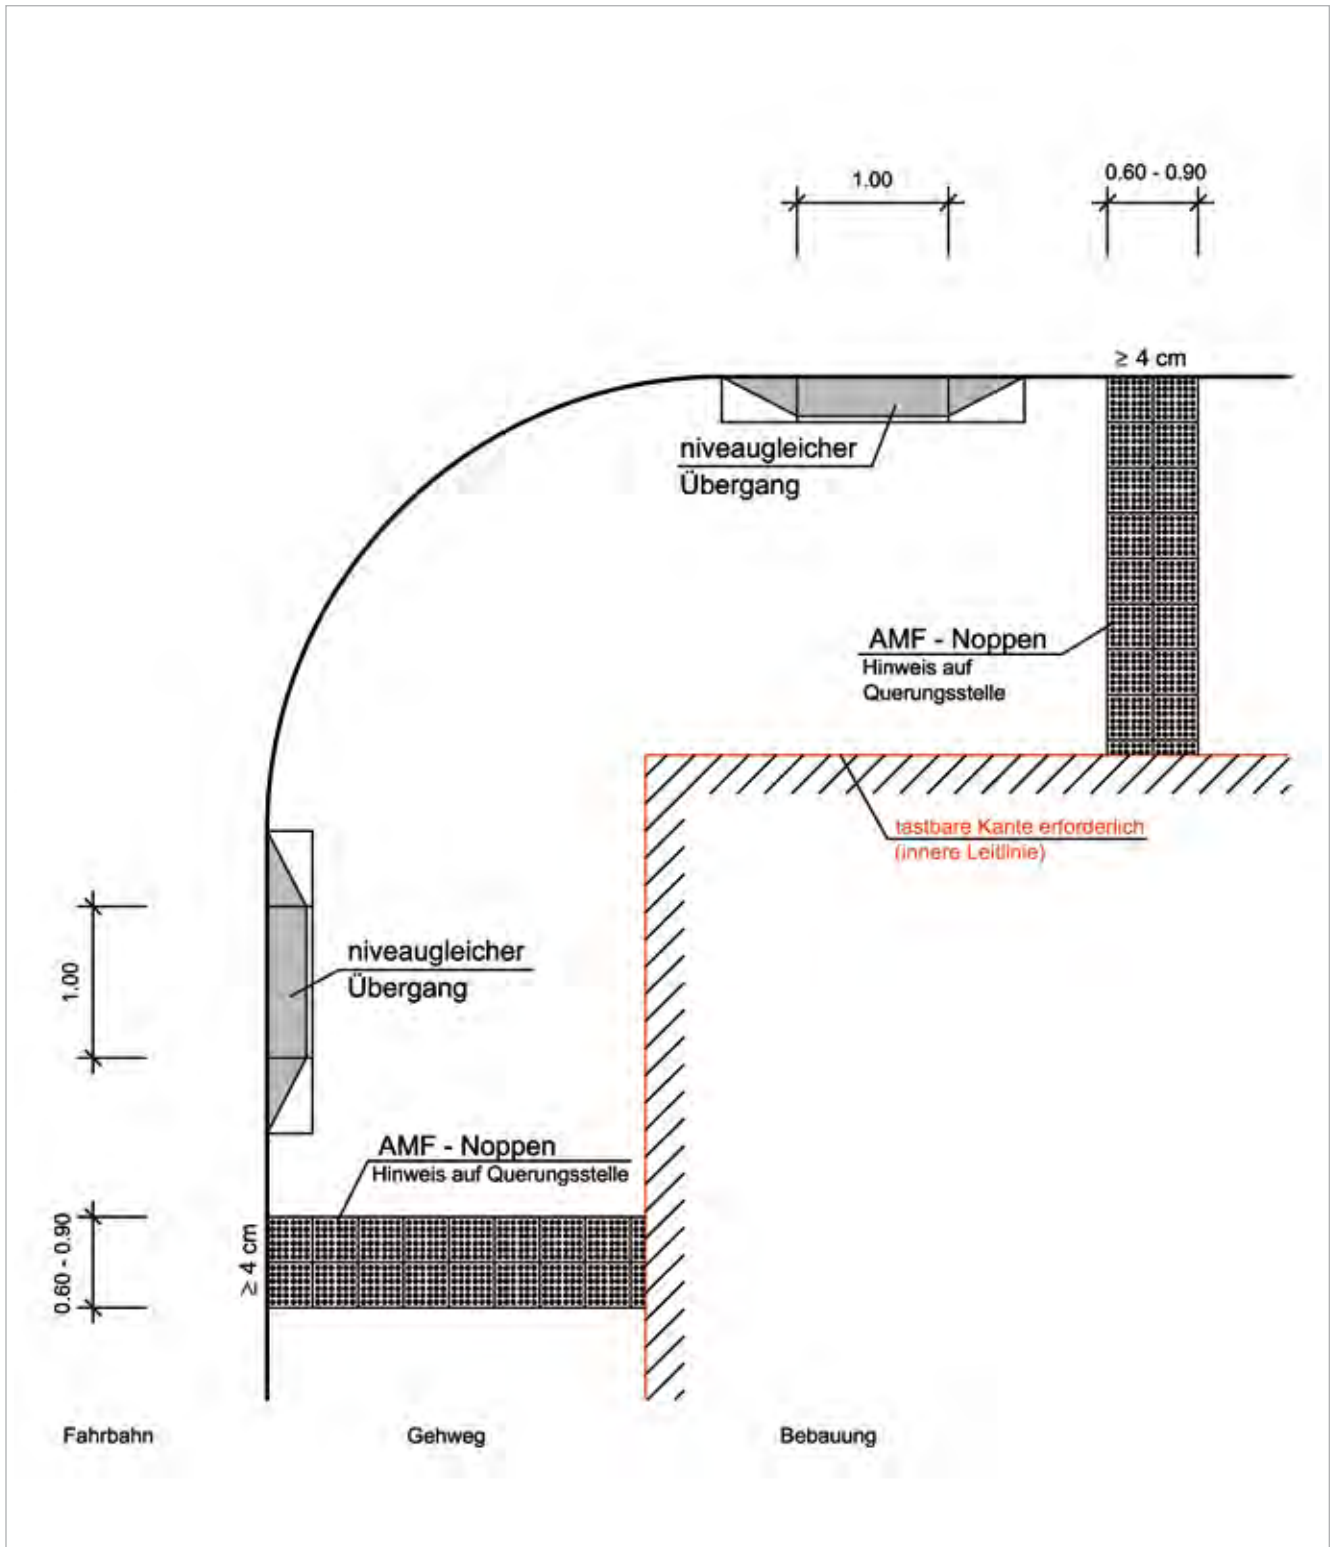 1.00
0.60 - 0.90
≥ 4 cm
niveaugleicher
Übergang
AMF - Noppen
Hinweis auf
Querungsstelle
tastbare Kante erforderlich
(innere Leitlinie)
1.00
niveaugleicher
Übergang
AMF - Noppen
Hinweis auf Querungsstelle
0.60 - 0.90
≥ 4 cm
Fahrbahn
Gehweg
Bebauung